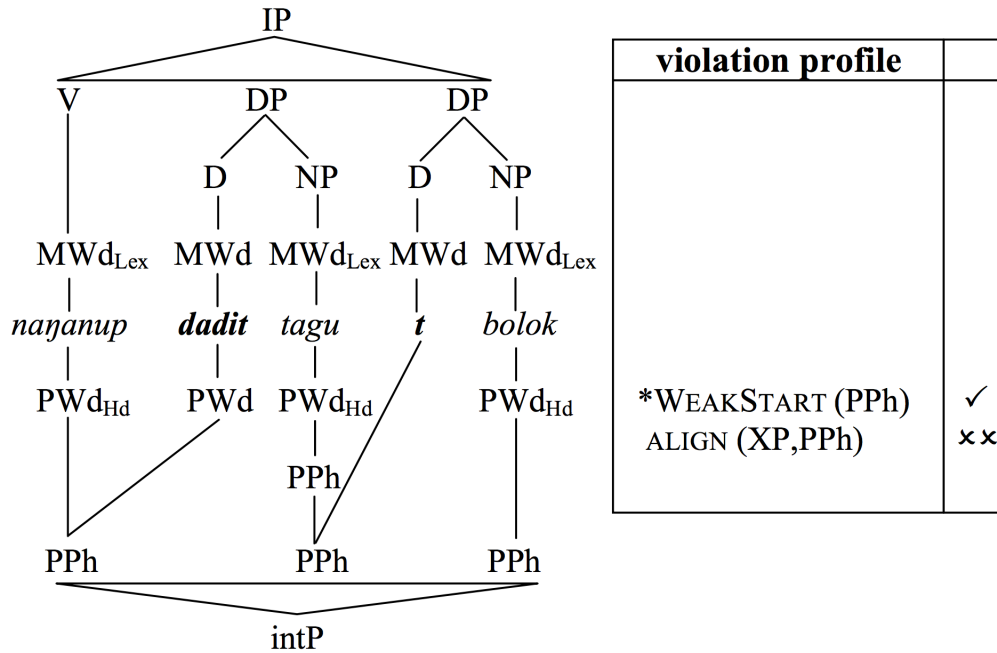 IP
violation profile
V DP DP
D NP D NP
MWdLex MWd MWdLex MWd MWdLex
naŋanup dadit tagu t bolok
PWdHd PWd PWdHd PWdHd
*WEAKSTART (PPh) ✓
ALIGN (XP,PPh) ××
PPh
PPh PPh PPh
intP